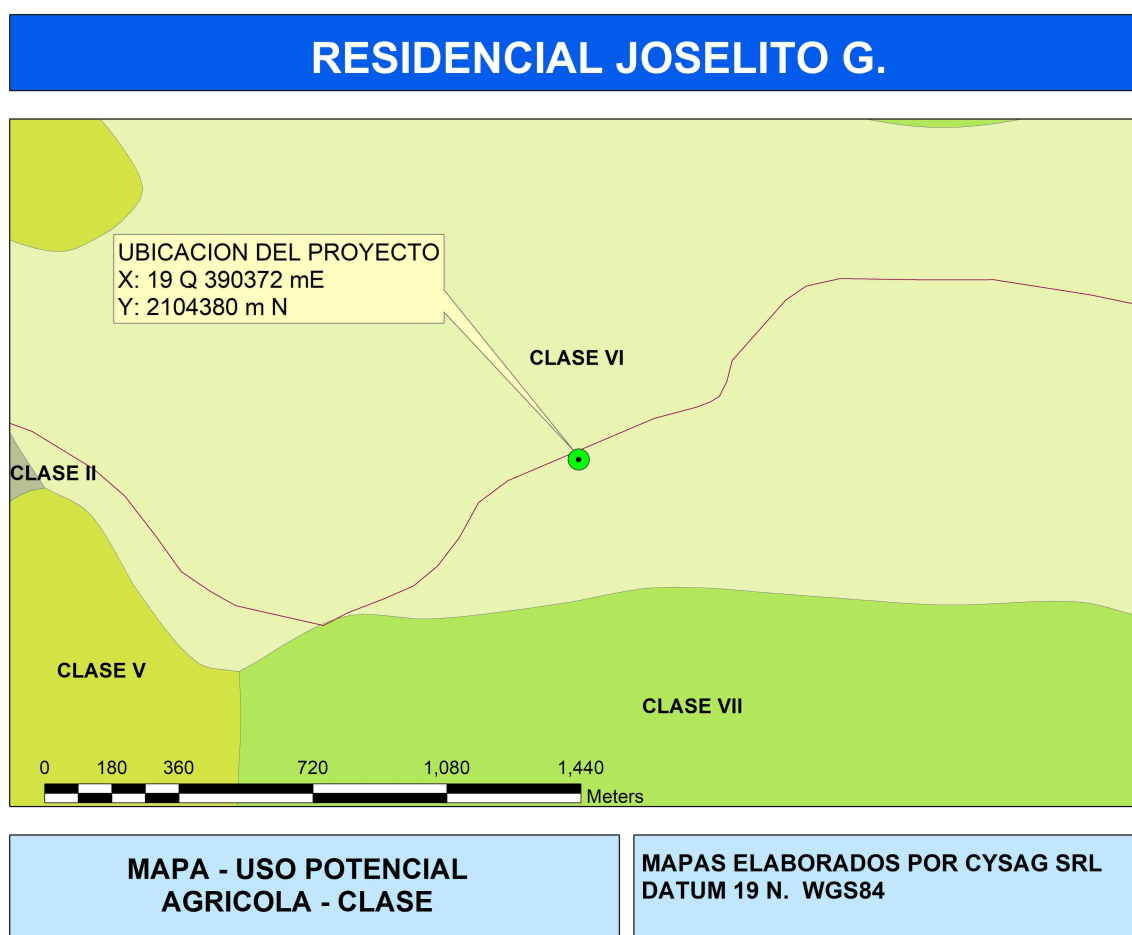 RESIDENCIAL JOSELITO G.
UBICACION DEL PROYECTO
X: 19 Q 390372 mE
Y: 2104380 m N
CLASE VI
CLASE II
CLASE V
CLASE VII
0 180 360 720 1,080 1,440
Meters
MAPA - USO POTENCIAL
AGRICOLA - CLASE
MAPAS ELABORADOS POR CYSAG SRL
DATUM 19 N. WGS84